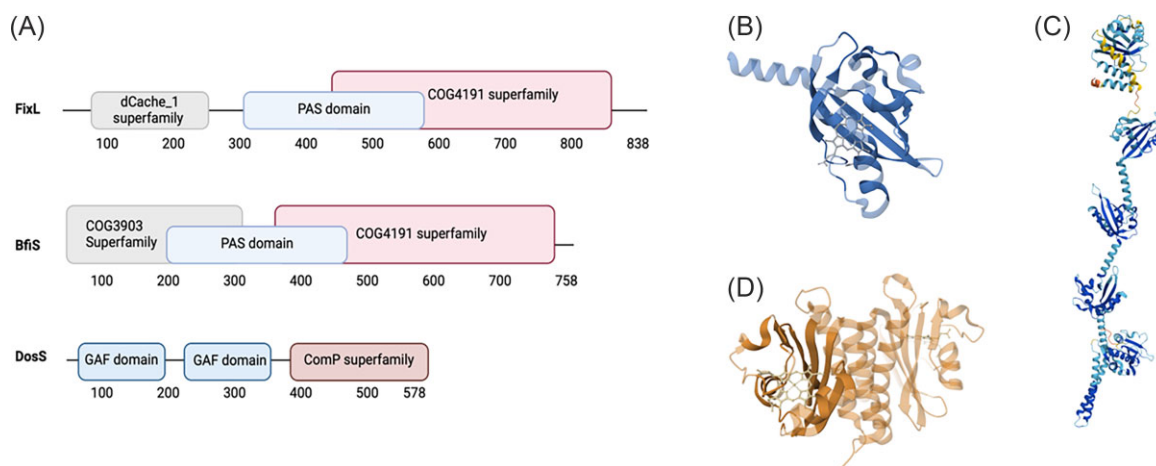 (A)
FixL
dCache_1
superfamily
PAS domain
COG4191 superfamily
100 200 300 400 500 600 700 800 838
BfiS
COG3903
Superfamily
PAS domain
COG4191 superfamily
100 200 300 400 500 600 700 758
DosS
GAF domain
GAF domain
ComP superfamily
100 200 300 400 500 578
(B)
(C)
(D)